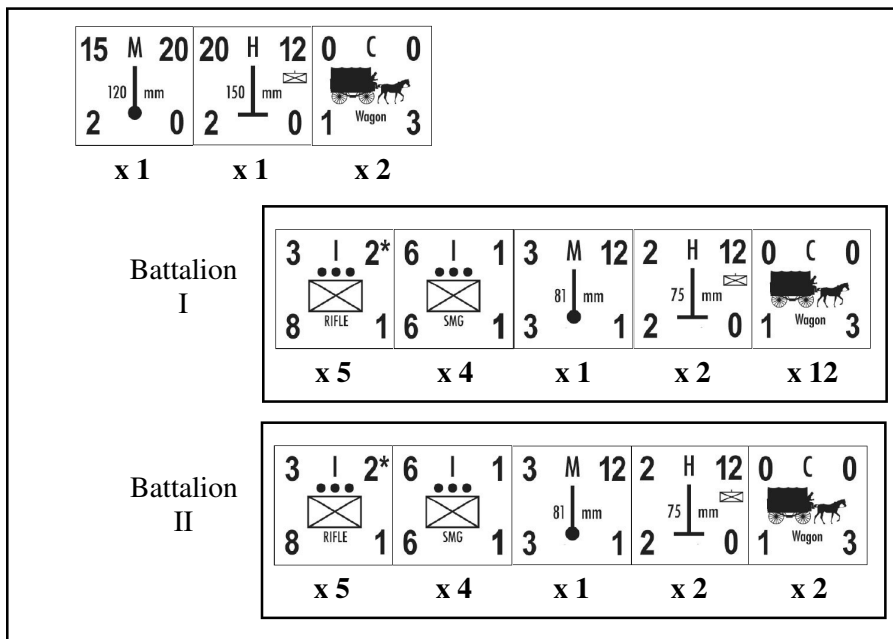 15 M 20 20 H 12 0 C 0
120 mm 150 mm
2 0 2 0 1 Wagon 3
x 1 x 1 x 2
Battalion
I
3 I 2* 6 I 1 3 M 12 2 H 12 0 C 0
81 mm 75 mm
8 RIFLE 1 6 SMG 1 3 1 2 0 1 Wagon 3
x 5 x 4 x 1 x 2 x 12
Battalion
II
3 I 2* 6 I 1 3 M 12 2 H 12 0 C 0
81 mm 75 mm
8 RIFLE 1 6 SMG 1 3 1 2 0 1 Wagon 3
x 5 x 4 x 1 x 2 x 2